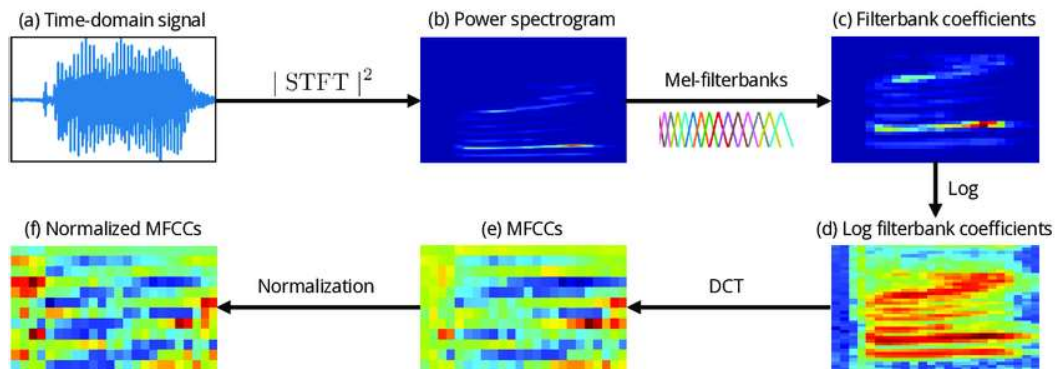 (a) Time-domain signal
(b) Power spectrogram
(c) Filterbank coefficients
| STFT |²
Mel-filterbanks
Log
(f) Normalized MFCCs
(e) MFCCs
(d) Log filterbank coefficients
Normalization
DCT